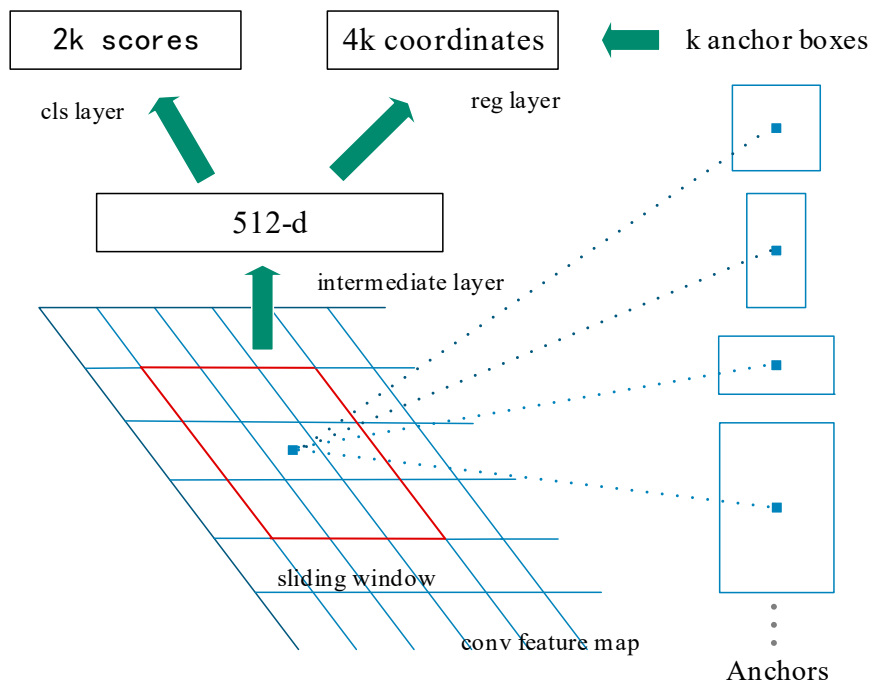 2k scores
4k coordinates
k anchor boxes
cls layer
reg layer
512-d
intermediate layer
sliding window
conv feature map
Anchors